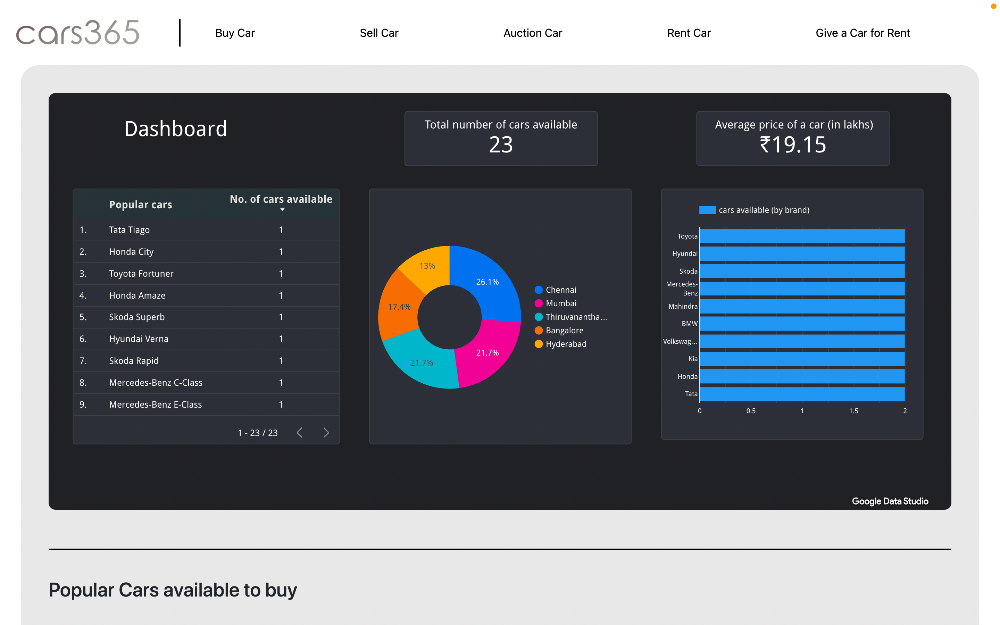 cars365
Buy Car
Sell Car
Auction Car
Rent Car
Give a Car for Rent
Dashboard
Total number of cars available
23
Average price of a car (in lakhs)
₹19.15
Popular cars No. of cars available
1. Tata Tiago 1
2. Honda City 1
3. Toyota Fortuner 1
4. Honda Amaze 1
5. Skoda Superb 1
6. Hyundai Verna 1
7. Skoda Rapid 1
8. Mercedes-Benz C-Class 1
9. Mercedes-Benz E-Class 1
1 - 23 / 23
13%
26.1%
17.4%
21.7%
21.7%
Chennai
Mumbai
Thiruvanantha...
Bangalore
Hyderabad
cars available (by brand)
Toyota
Hyundai
Skoda
Mercedes-
Benz
Mahindra
BMW
Volkswag...
Kia
Honda
Tata
0 0.5 1 1.5 2
Google Data Studio
Popular Cars available to buy